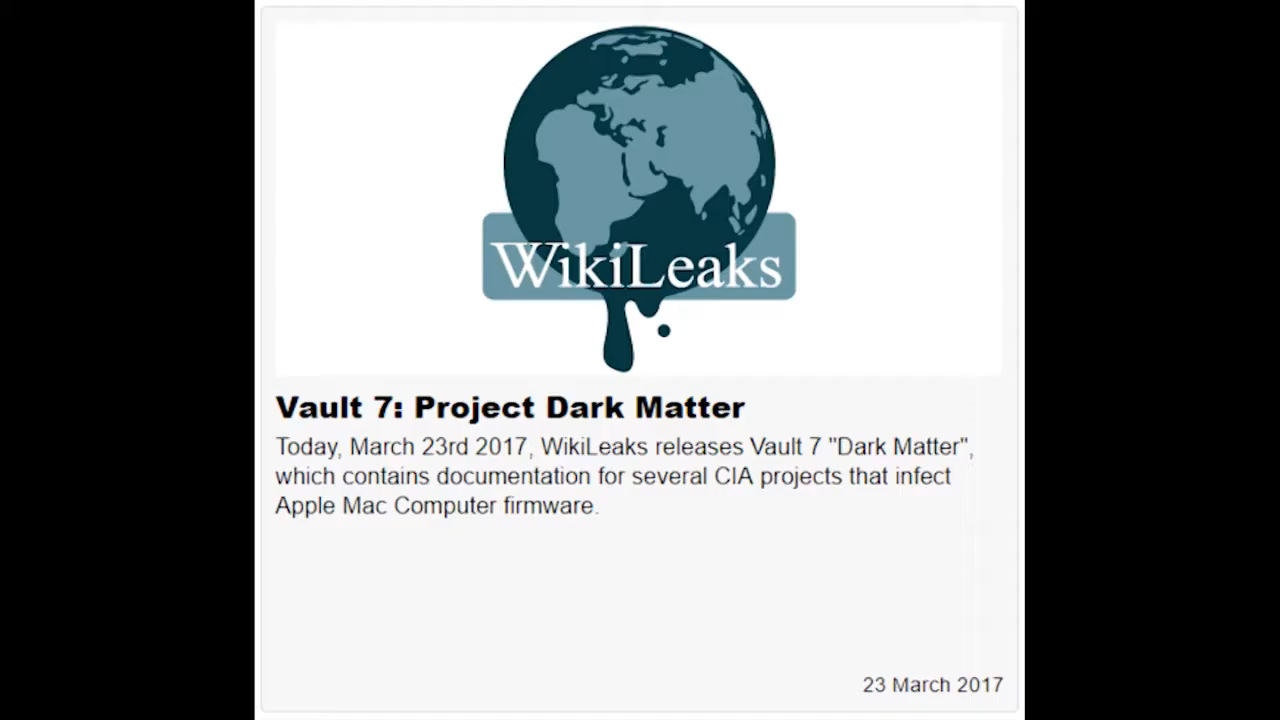 WikiLeaks
Vault 7: Project Dark Matter
Today, March 23rd 2017, WikiLeaks releases Vault 7 "Dark Matter",
which contains documentation for several CIA projects that infect
Apple Mac Computer firmware.
23 March 2017